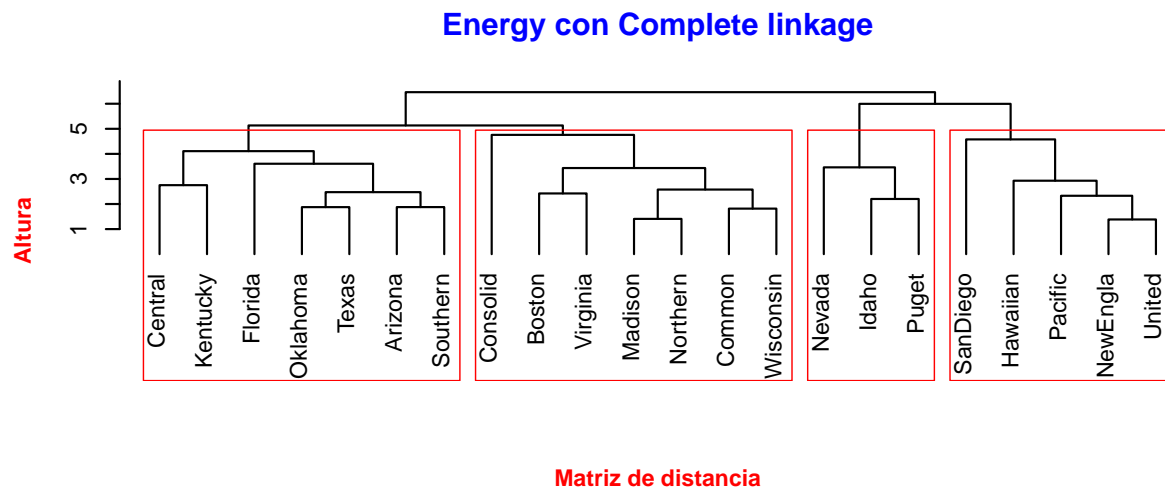 Energy con Complete linkage
Altura
1 3 5
Central
Kentucky
Florida
Oklahoma
Texas
Arizona
Southern
Consolid
Boston
Virginia
Madison
Northern
Common
Wisconsin
Nevada
Idaho
Puget
SanDiego
Hawaiian
Pacific
NewEngla
United
Matriz de distancia